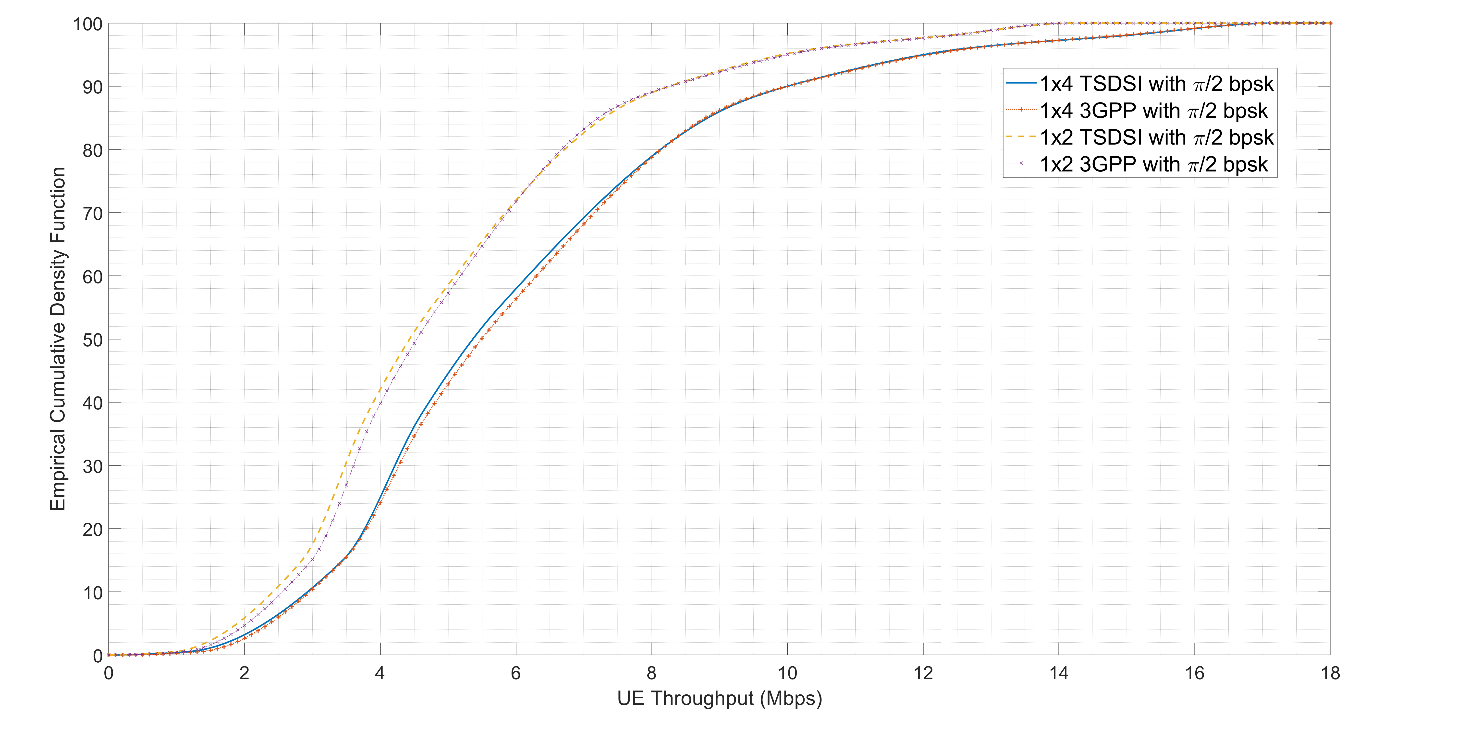 100
90
80
70
60
50
40
30
20
10
0
Empirical Cumulative Density Function
1x4 TSDSI with π/2 bpsk
1x4 3GPP with π/2 bpsk
1x2 TSDSI with π/2 bpsk
1x2 3GPP with π/2 bpsk
0 2 4 6 8 10 12 14 16 18
UE Throughput (Mbps)